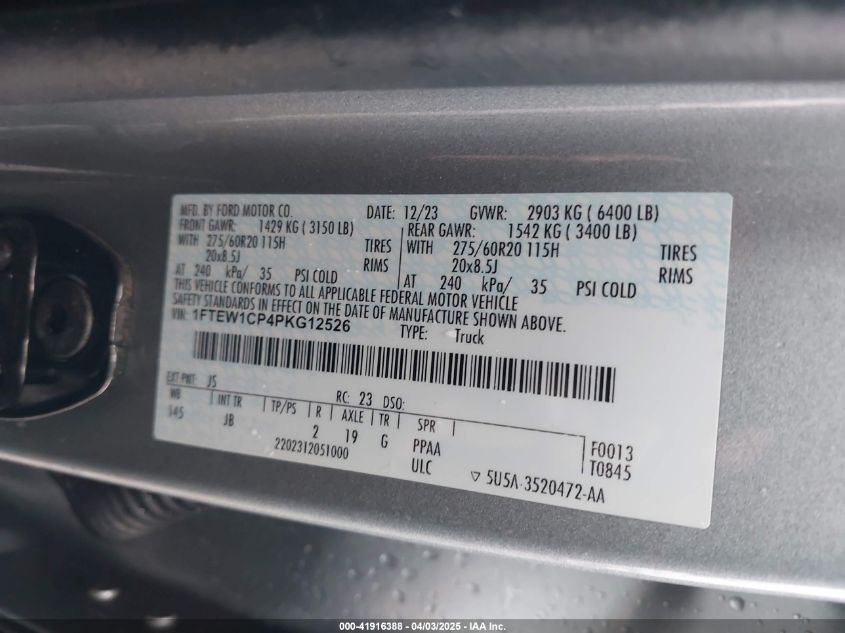 MFD. BY FORD MOTOR CO. DATE: 12/23 GVWR: 2903 KG ( 6400 LB)
FRONT GAWR: 1429 KG ( 3150 LB) REAR GAWR: 1542 KG ( 3400 LB)
WITH 275/60R20 115H TIRES WITH 275/60R20 115H TIRES
20x8.5J RIMS 20x8.5J RIMS
AT 240 kPa/ 35 PSI COLD AT 240 kPa/ 35 PSI COLD
THIS VEHICLE CONFORMS TO ALL APPLICABLE FEDERAL MOTOR VEHICLE
SAFETY STANDARDS IN EFFECT ON THE DATE OF MANUFACTURE SHOWN ABOVE.
VIN: 1FTEW1CP4PKG12526 TYPE: Truck
EXT PNT: JS RC: 23 DSO:
WB INT TR TP/PS R AXLE TR SPR
145 JB 2 19 G PPAA F0013
2202312051000 ULC T0845
▽ 5U5A-3520472-AA
000-41916388 - 04/03/2025 - IAA Inc.